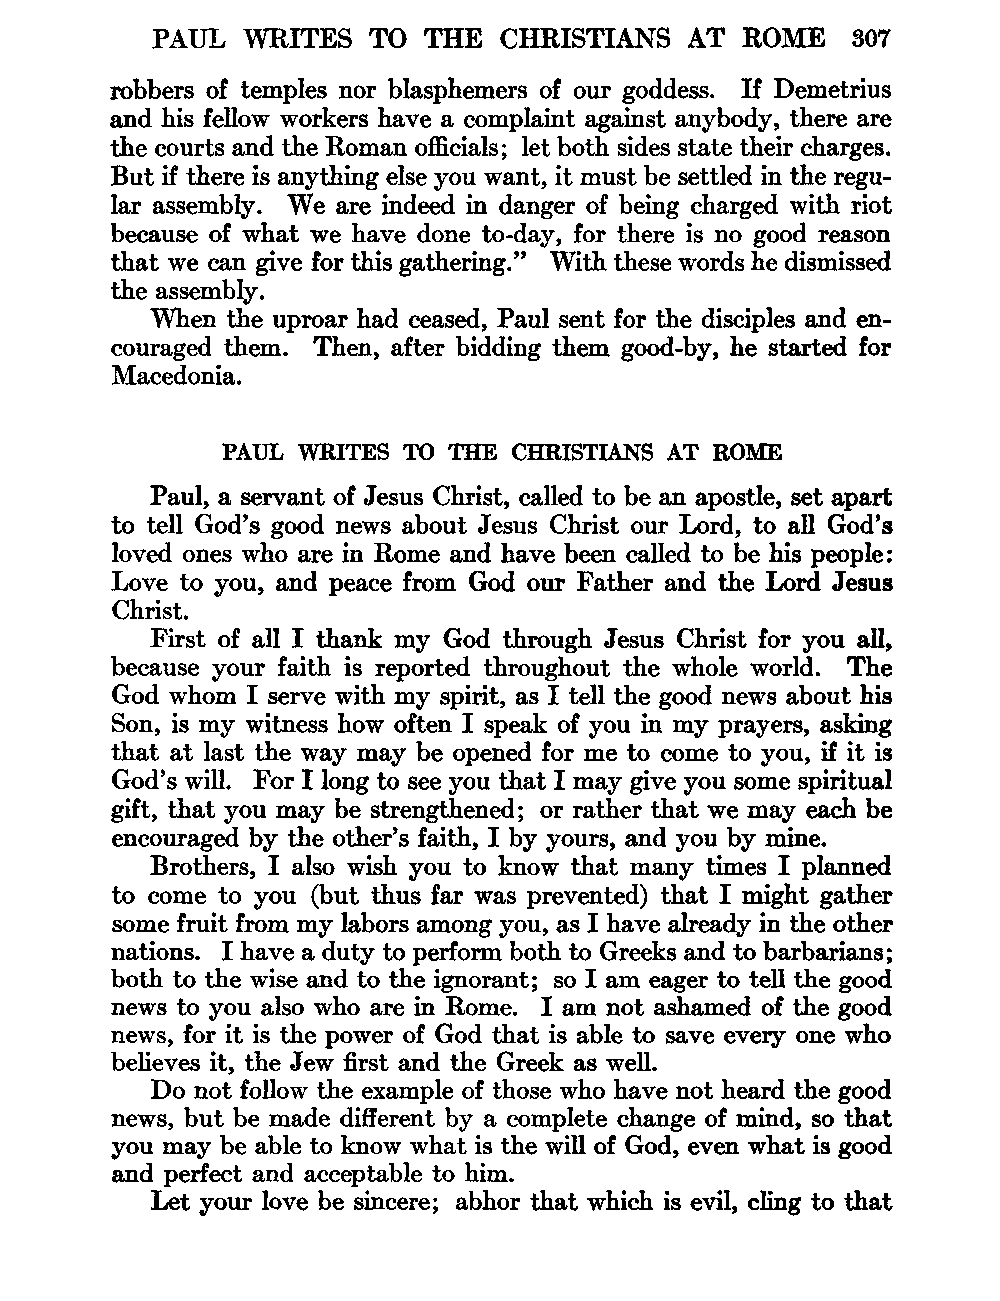 PAUL WRITES TO THE CHRISTIANS AT ROME 307
robbers of temples nor blasphemers of our goddess. If Demetrius
and his fellow workers have a complaint against anybody, there are
the courts and the Roman officials; let both sides state their charges.
But if there is anything else you want, it must be settled in the regu-
lar assembly. We are indeed in danger of being charged with riot
because of what we have done to-day, for there is no good reason
that we can give for this gathering.” With these words he dismissed
the assembly.
When the uproar had ceased, Paul sent for the disciples and en-
couraged them. Then, after bidding them good-by, he started for
Macedonia.
PAUL WRITES TO THE CHRISTIANS AT ROME
Paul, a servant of Jesus Christ, called to be an apostle, set apart
to tell God’s good news about Jesus Christ our Lord, to all God’s
loved ones who are in Rome and have been called to be his people:
Love to you, and peace from God our Father and the Lord Jesus
Christ.
First of all I thank my God through Jesus Christ for you all,
because your faith is reported throughout the whole world. The
God whom I serve with my spirit, as I tell the good news about his
Son, is my witness how often I speak of you in my prayers, asking
that at last the way may be opened for me to come to you, if it is
God’s will. For I long to see you that I may give you some spiritual
gift, that you may be strengthened; or rather that we may each be
encouraged by the other’s faith, I by yours, and you by mine.
Brothers, I also wish you to know that many times I planned
to come to you (but thus far was prevented) that I might gather
some fruit from my labors among you, as I have already in the other
nations. I have a duty to perform both to Greeks and to barbarians;
both to the wise and to the ignorant; so I am eager to tell the good
news to you also who are in Rome. I am not ashamed of the good
news, for it is the power of God that is able to save every one who
believes it, the Jew first and the Greek as well.
Do not follow the example of those who have not heard the good
news, but be made different by a complete change of mind, so that
you may be able to know what is the will of God, even what is good
and perfect and acceptable to him.
Let your love be sincere; abhor that which is evil, cling to that